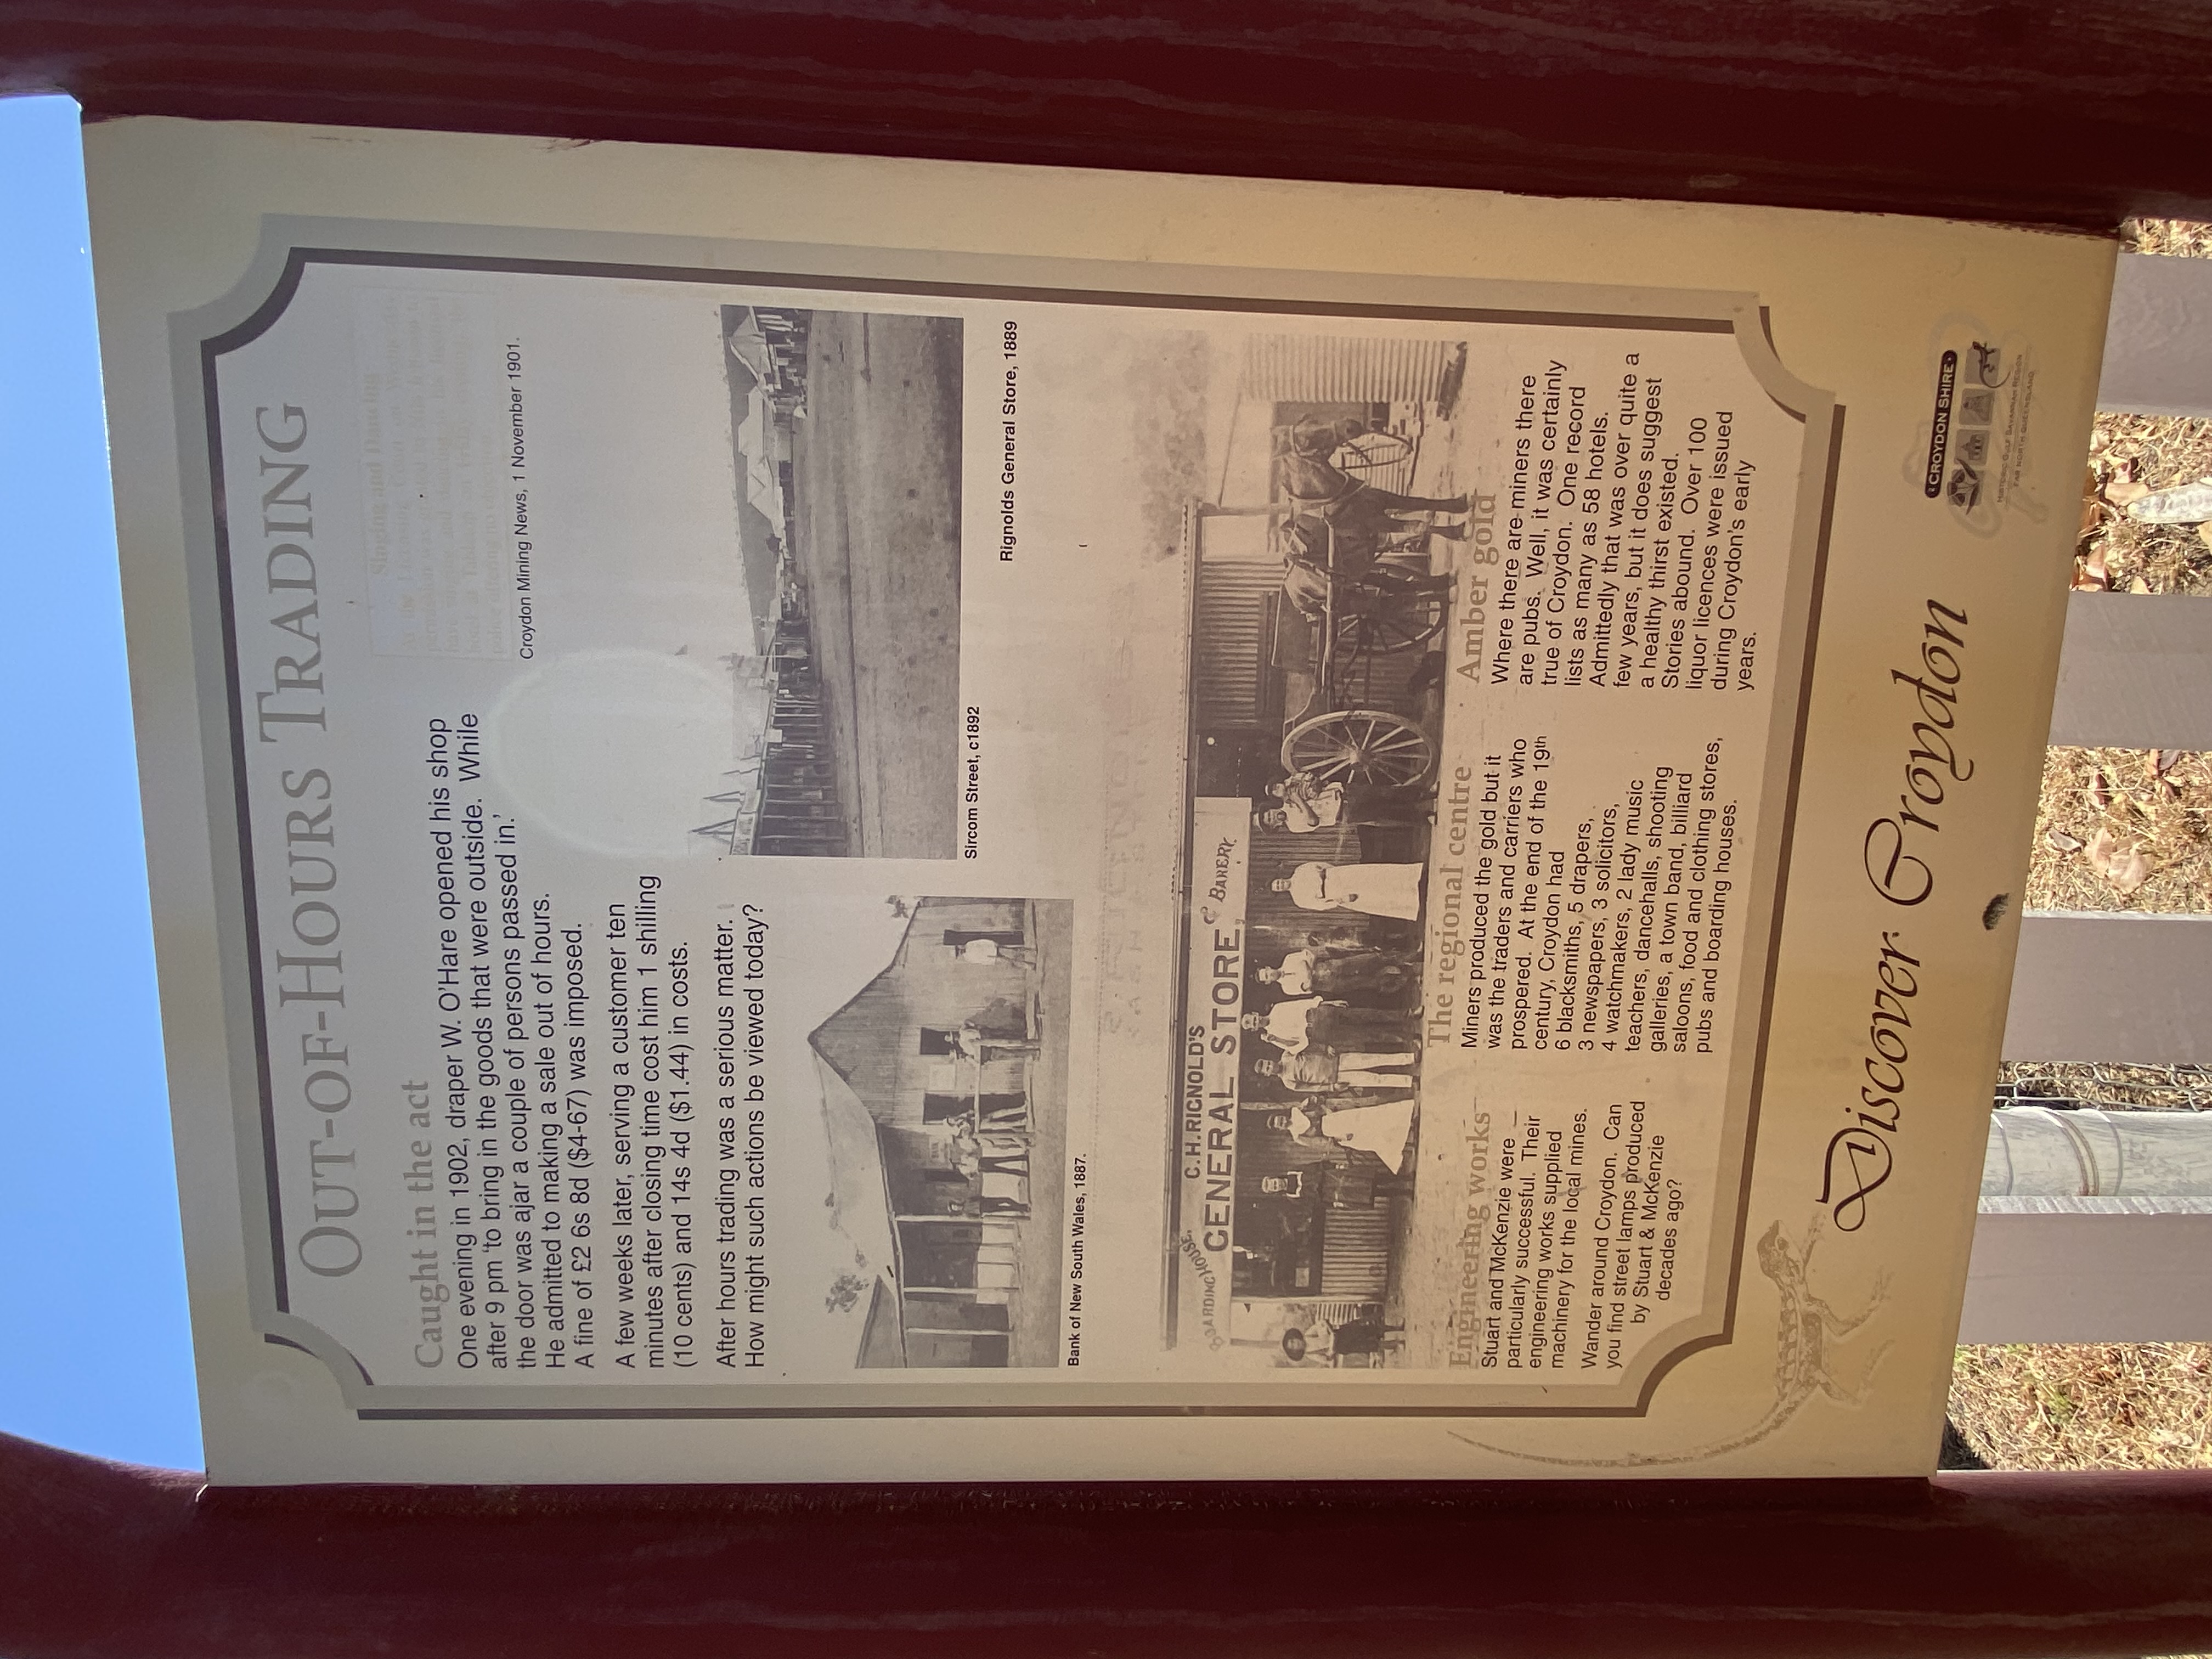 OUT-OF-HOURS TRADING
Caught in the act
One evening in 1902, draper W. O'Hare opened his shop
after 9 pm 'to bring in the goods that were outside. While
the door was ajar a couple of persons passed in.'
He admitted to making a sale out of hours.
A fine of £2 6s 8d ($4-67) was imposed.
A few weeks later, serving a customer ten
minutes after closing time cost him 1 shilling
(10 cents) and 14s 4d ($1.44) in costs.
After hours trading was a serious matter.
How might such actions be viewed today?
Singing and Dancing
Croydon Mining News, 1 November 1901.
Sircom Street, c1892
Bank of New South Wales, 1887.
Rignolds General Store, 1889
BOARDING HOUSE,
C.H.RIGNOLD'S
GENERAL STORE,
& BAKERY.
Engineering works
Stuart and McKenzie were
particularly successful. Their
engineering works supplied
machinery for the local mines.
Wander around Croydon. Can
you find street lamps produced
by Stuart & McKenzie
decades ago?
The regional centre
Miners produced the gold but it
was the traders and carriers who
prospered. At the end of the 19th
century, Croydon had
6 blacksmiths, 5 drapers,
3 newspapers, 3 solicitors,
4 watchmakers, 2 lady music
teachers, dancehalls, shooting
galleries, a town band, billiard
saloons, food and clothing stores,
pubs and boarding houses.
Amber gold
Where there are miners there
are pubs. Well, it was certainly
true of Croydon. One record
lists as many as 58 hotels.
Admittedly that was over quite a
few years, but it does suggest
a healthy thirst existed.
Stories abound. Over 100
liquor licences were issued
during Croydon's early
years.
Discover Croydon
CROYDON SHIRE
HISTORIC GULF SAVANNAH REGION
FAR NORTH QUEENSLAND